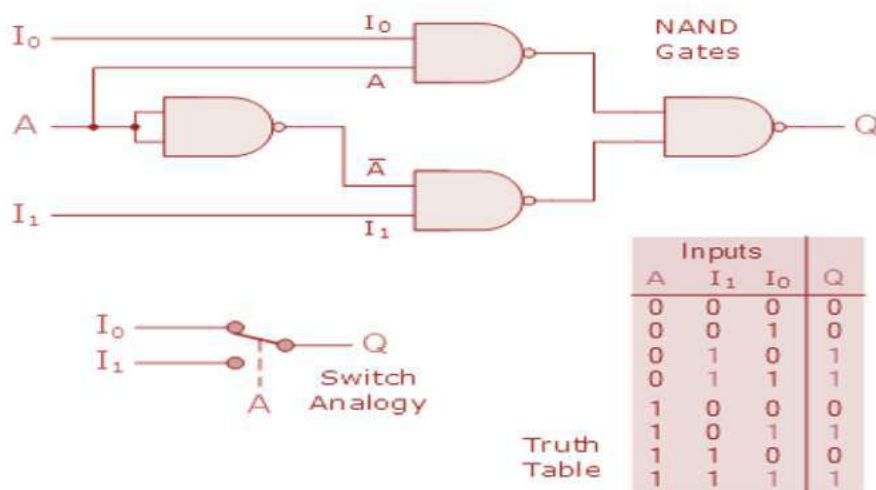 I₀
I₀
A
NAND
Gates
A
Q
A̅
I₁
I₁
I₀
I₁
Q
A
Switch
Analogy
Inputs
A I₁ I₀ Q
0 0 0 0
0 0 1 0
0 1 0 1
0 1 1 1
1 0 0 0
1 0 1 1
1 1 0 0
1 1 1 1
Truth
Table